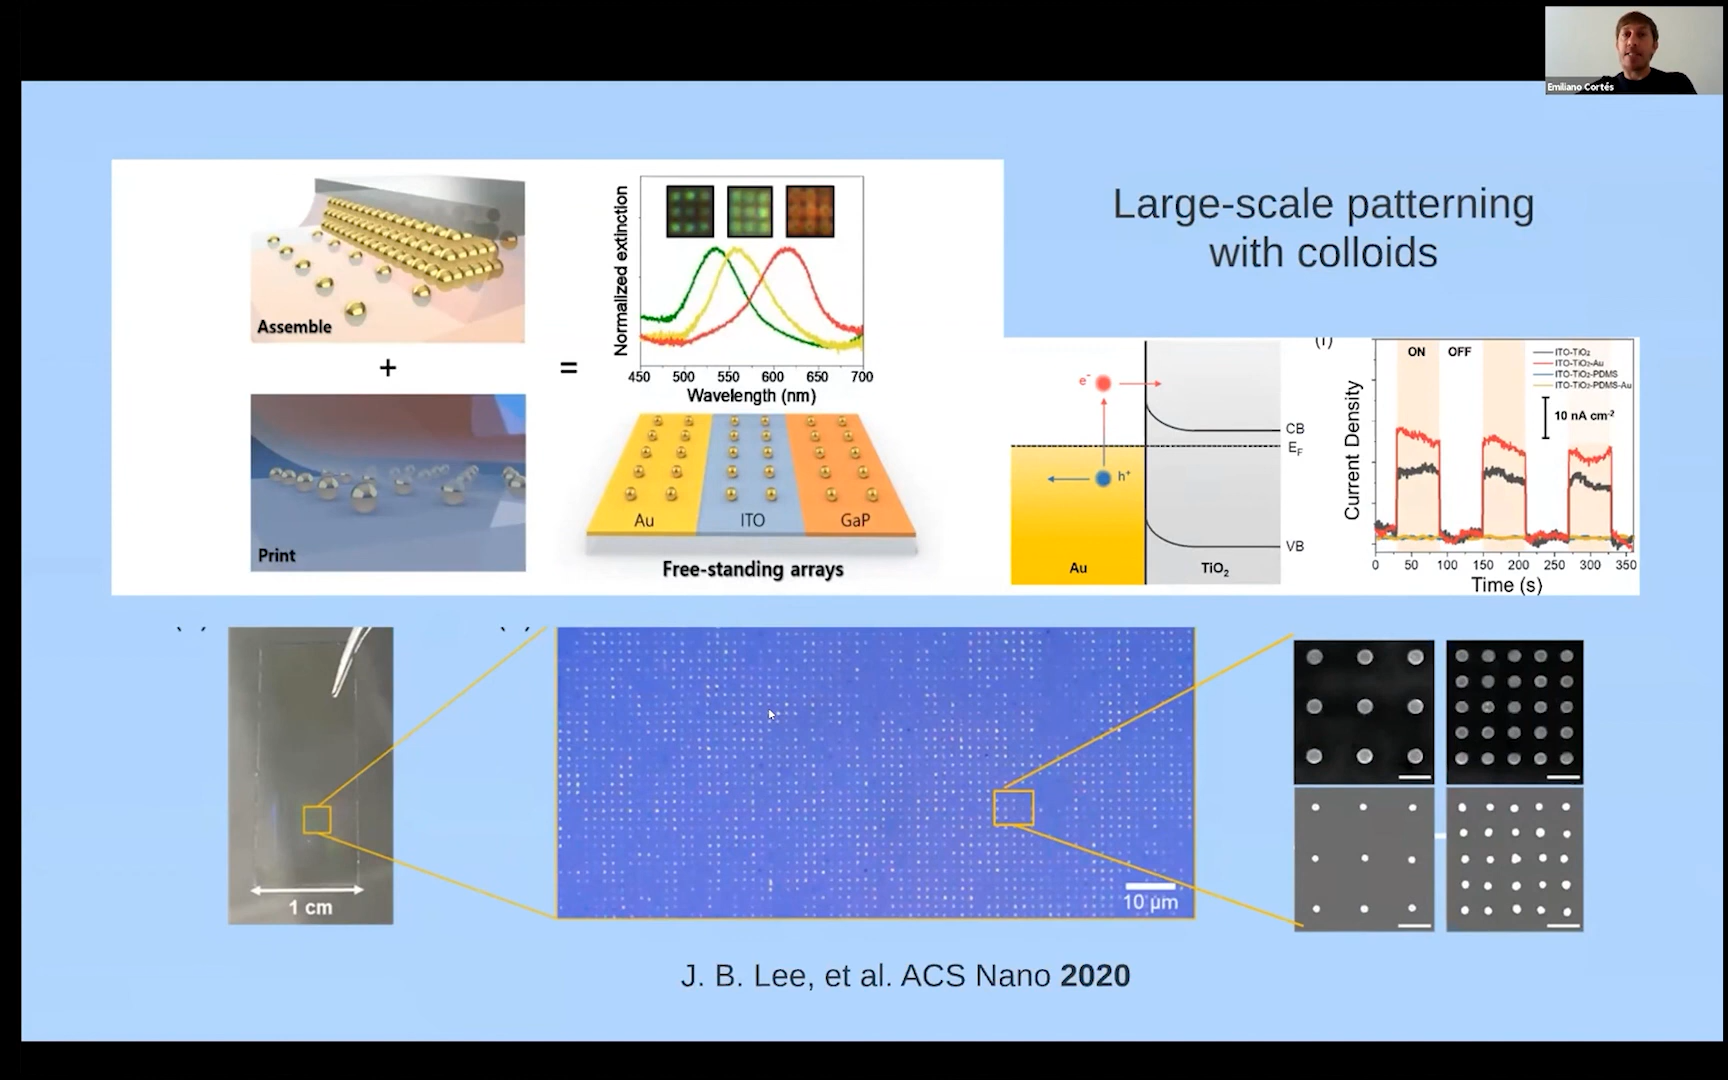 Emiliano Cortés
Large-scale patterning
with colloids
Assemble
+
Print
=
Normalized extinction
450 500 550 600 650 700
Wavelength (nm)
Au ITO GaP
Free-standing arrays
e-
h+
CB
EF
VB
Au
TiO2
(f)
ON OFF
ITO-TiO2
ITO-TiO2-Au
ITO-TiO2-PDMS
ITO-TiO2-PDMS-Au
10 nA cm-2
Current Density
0 50 100 150 200 250 300 350
Time (s)
1 cm
10 µm
J. B. Lee, et al. ACS Nano 2020